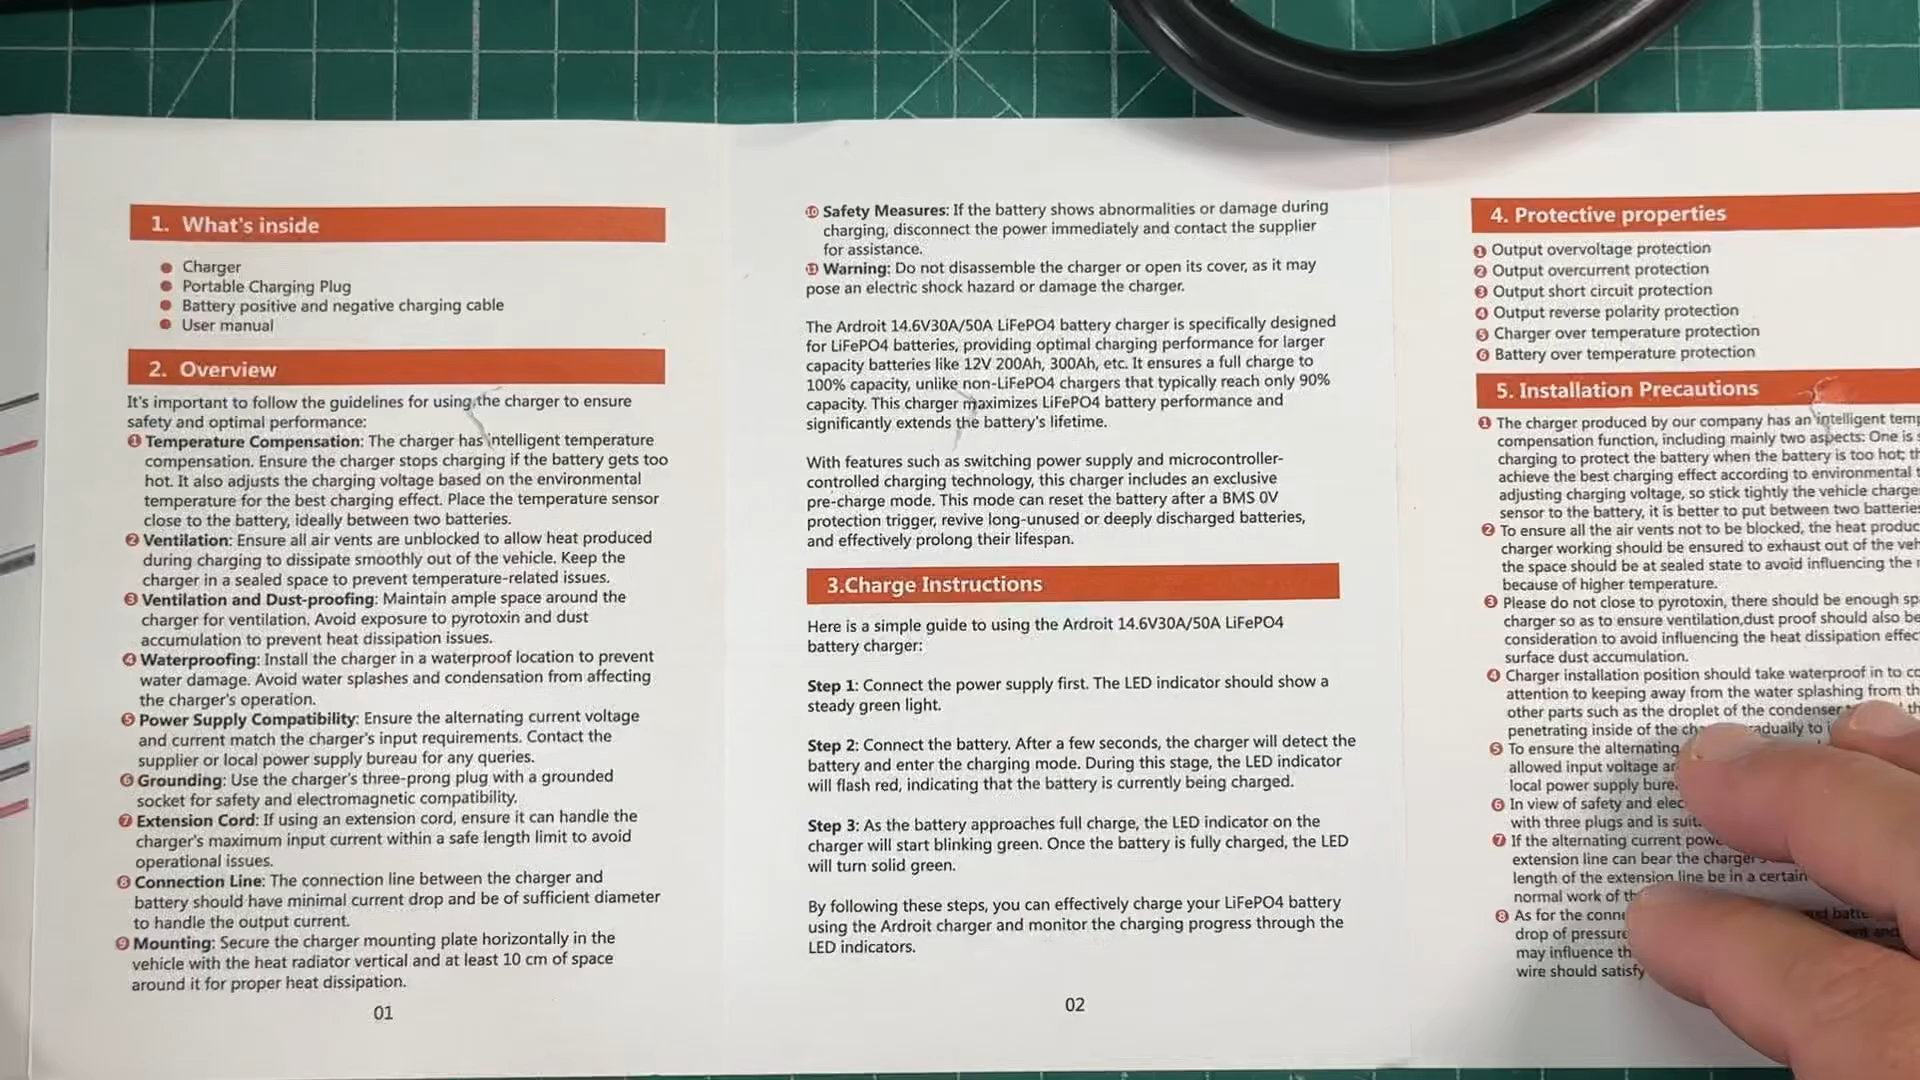 1. What's inside
● Charger
● Portable Charging Plug
● Battery positive and negative charging cable
● User manual
2. Overview
It's important to follow the guidelines for using the charger to ensure
safety and optimal performance:
❶ Temperature Compensation: The charger has intelligent temperature
compensation. Ensure the charger stops charging if the battery gets too
hot. It also adjusts the charging voltage based on the environmental
temperature for the best charging effect. Place the temperature sensor
close to the battery, ideally between two batteries.
❷ Ventilation: Ensure all air vents are unblocked to allow heat produced
during charging to dissipate smoothly out of the vehicle. Keep the
charger in a sealed space to prevent temperature-related issues.
❸ Ventilation and Dust-proofing: Maintain ample space around the
charger for ventilation. Avoid exposure to pyrotoxin and dust
accumulation to prevent heat dissipation issues.
❹ Waterproofing: Install the charger in a waterproof location to prevent
water damage. Avoid water splashes and condensation from affecting
the charger's operation.
❺ Power Supply Compatibility: Ensure the alternating current voltage
and current match the charger's input requirements. Contact the
supplier or local power supply bureau for any queries.
❻ Grounding: Use the charger's three-prong plug with a grounded
socket for safety and electromagnetic compatibility.
❼ Extension Cord: If using an extension cord, ensure it can handle the
charger's maximum input current within a safe length limit to avoid
operational issues.
❽ Connection Line: The connection line between the charger and
battery should have minimal current drop and be of sufficient diameter
to handle the output current.
❾ Mounting: Secure the charger mounting plate horizontally in the
vehicle with the heat radiator vertical and at least 10 cm of space
around it for proper heat dissipation.
01
❿ Safety Measures: If the battery shows abnormalities or damage during
charging, disconnect the power immediately and contact the supplier
for assistance.
⓫ Warning: Do not disassemble the charger or open its cover, as it may
pose an electric shock hazard or damage the charger.
The Ardroit 14.6V30A/50A LiFePO4 battery charger is specifically designed
for LiFePO4 batteries, providing optimal charging performance for larger
capacity batteries like 12V 200Ah, 300Ah, etc. It ensures a full charge to
100% capacity, unlike non-LiFePO4 chargers that typically reach only 90%
capacity. This charger maximizes LiFePO4 battery performance and
significantly extends the battery's lifetime.
With features such as switching power supply and microcontroller-
controlled charging technology, this charger includes an exclusive
pre-charge mode. This mode can reset the battery after a BMS 0V
protection trigger, revive long-unused or deeply discharged batteries,
and effectively prolong their lifespan.
3.Charge Instructions
Here is a simple guide to using the Ardroit 14.6V30A/50A LiFePO4
battery charger:
Step 1: Connect the power supply first. The LED indicator should show a
steady green light.
Step 2: Connect the battery. After a few seconds, the charger will detect the
battery and enter the charging mode. During this stage, the LED indicator
will flash red, indicating that the battery is currently being charged.
Step 3: As the battery approaches full charge, the LED indicator on the
charger will start blinking green. Once the battery is fully charged, the LED
will turn solid green.
By following these steps, you can effectively charge your LiFePO4 battery
using the Ardroit charger and monitor the charging progress through the
LED indicators.
02
4. Protective properties
❶ Output overvoltage protection
❷ Output overcurrent protection
❸ Output short circuit protection
❹ Output reverse polarity protection
❺ Charger over temperature protection
❻ Battery over temperature protection
5. Installation Precautions
❶ The charger produced by our company has an intelligent
compensation function, including mainly two aspects: One is
charging to protect the battery when the battery is too hot;
achieve the best charging effect according to environmental
adjusting charging voltage, so stick tightly the vehicle
sensor to the battery, it is better to put between two
❷ To ensure all the air vents not to be blocked, the heat
charger working should be ensured to exhaust out of the
the space should be at sealed state to avoid influencing the
because of higher temperature.
❸ Please do not close to pyrotoxin, there should be enough
charger so as to ensure ventilation,dust proof should also be
consideration to avoid influencing the heat dissipation
surface dust accumulation.
❹ Charger installation position should take waterproof in to
attention to keeping away from the water splashing from
other parts such as the droplet of the condenser
penetrating inside of the
❺ To ensure the alternating
allowed input voltage
local power supply
❻ In view of safety and
with three plugs and is
❼ If the alternating current
extension line can bear the charger's
length of the extension line be in a certain
normal work of
❽ As for the
drop of pressure
may influence
wire should satisfy